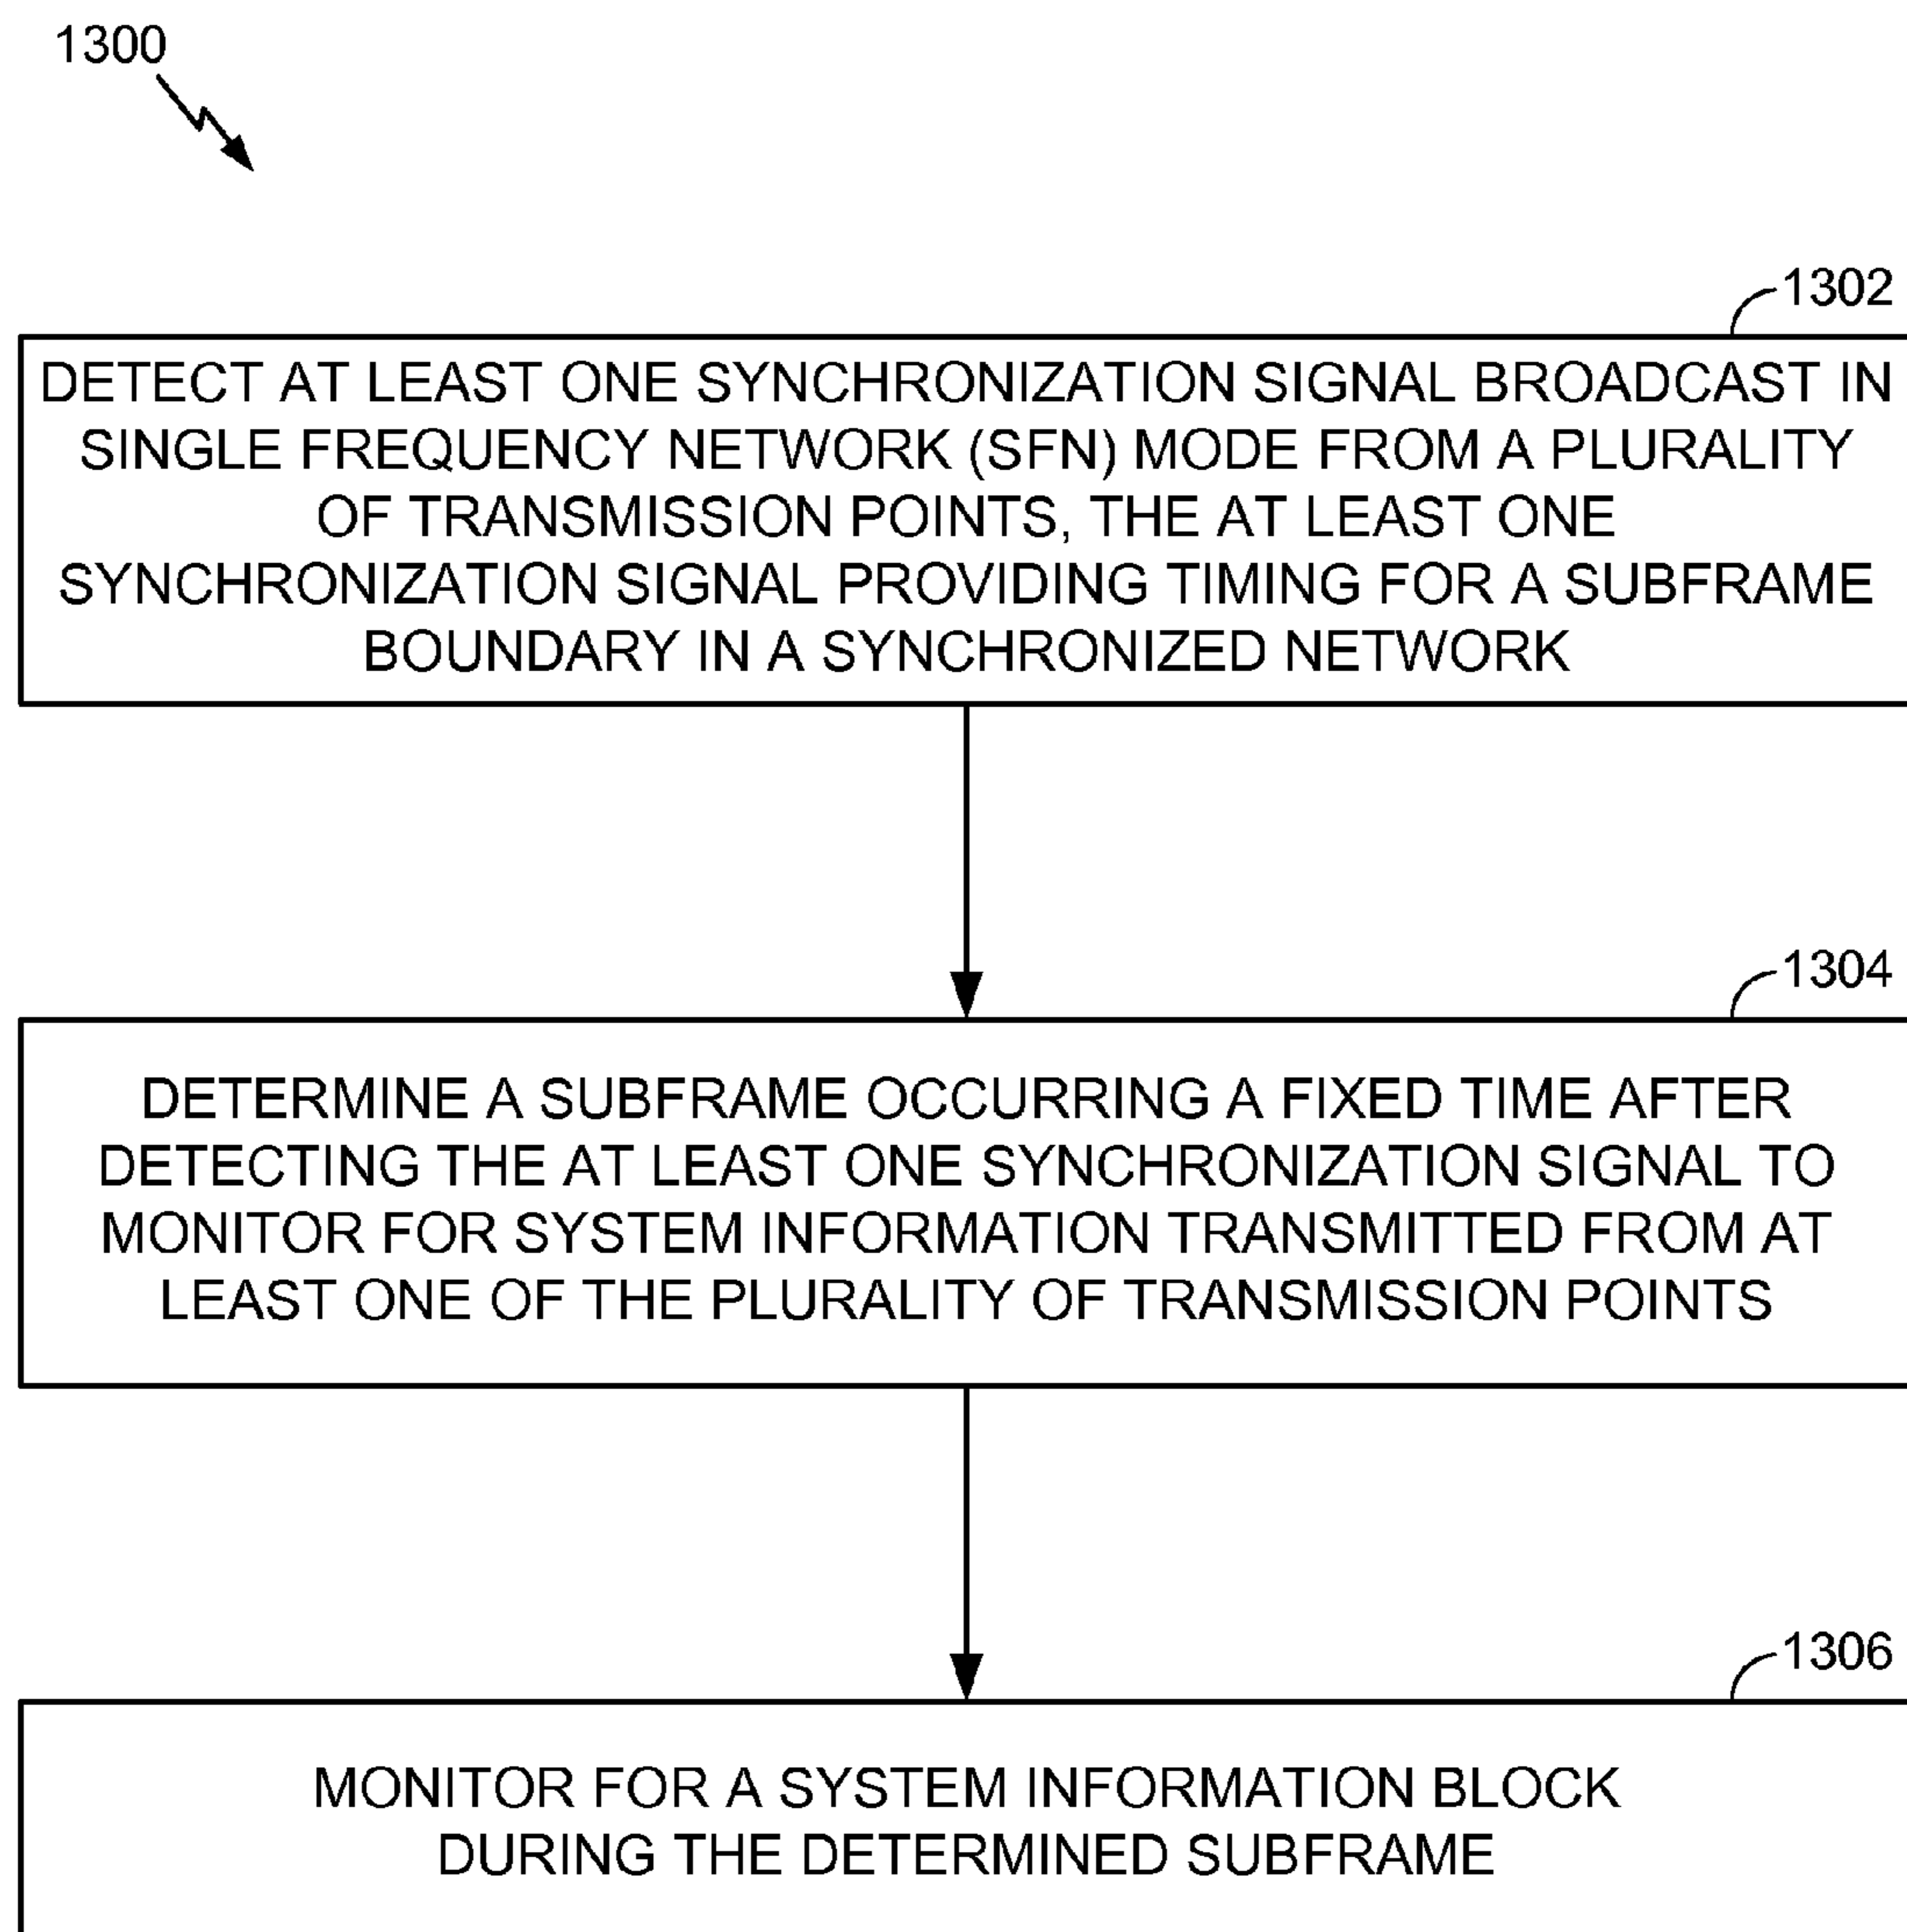 1300
1302
DETECT AT LEAST ONE SYNCHRONIZATION SIGNAL BROADCAST IN
SINGLE FREQUENCY NETWORK (SFN) MODE FROM A PLURALITY
OF TRANSMISSION POINTS, THE AT LEAST ONE
SYNCHRONIZATION SIGNAL PROVIDING TIMING FOR A SUBFRAME
BOUNDARY IN A SYNCHRONIZED NETWORK
1304
DETERMINE A SUBFRAME OCCURRING A FIXED TIME AFTER
DETECTING THE AT LEAST ONE SYNCHRONIZATION SIGNAL TO
MONITOR FOR SYSTEM INFORMATION TRANSMITTED FROM AT
LEAST ONE OF THE PLURALITY OF TRANSMISSION POINTS
1306
MONITOR FOR A SYSTEM INFORMATION BLOCK
DURING THE DETERMINED SUBFRAME